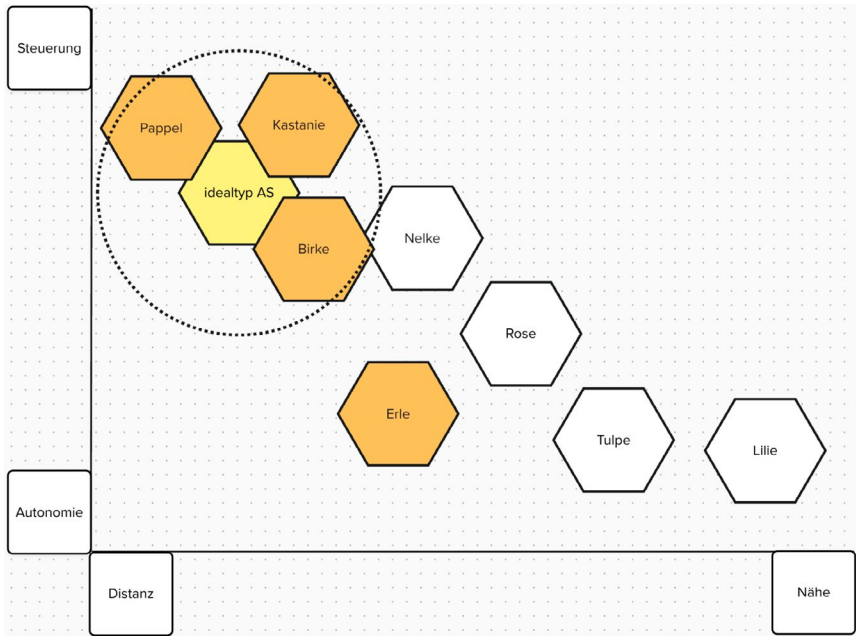 Steuerung
Pappel
Kastanie
idealtyp AS
Birke
Nelke
Rose
Erle
Tulpe
Lilie
Autonomie
Distanz
Nähe